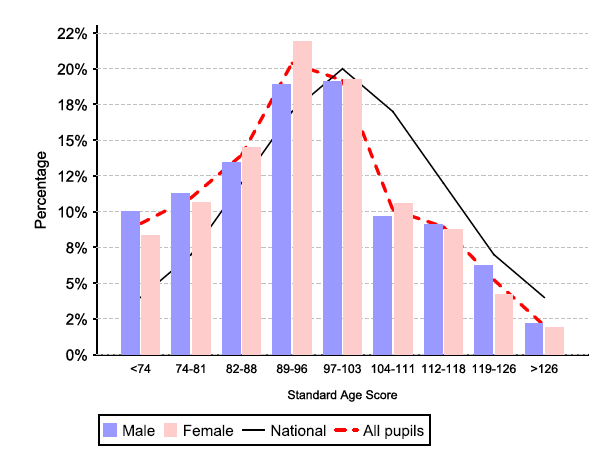 22%
20%
18%
15%
12%
10%
8%
5%
2%
0%
Percentage
<74 74-81 82-88 89-96 97-103 104-111 112-118 119-126 >126
Standard Age Score
Male Female National All pupils